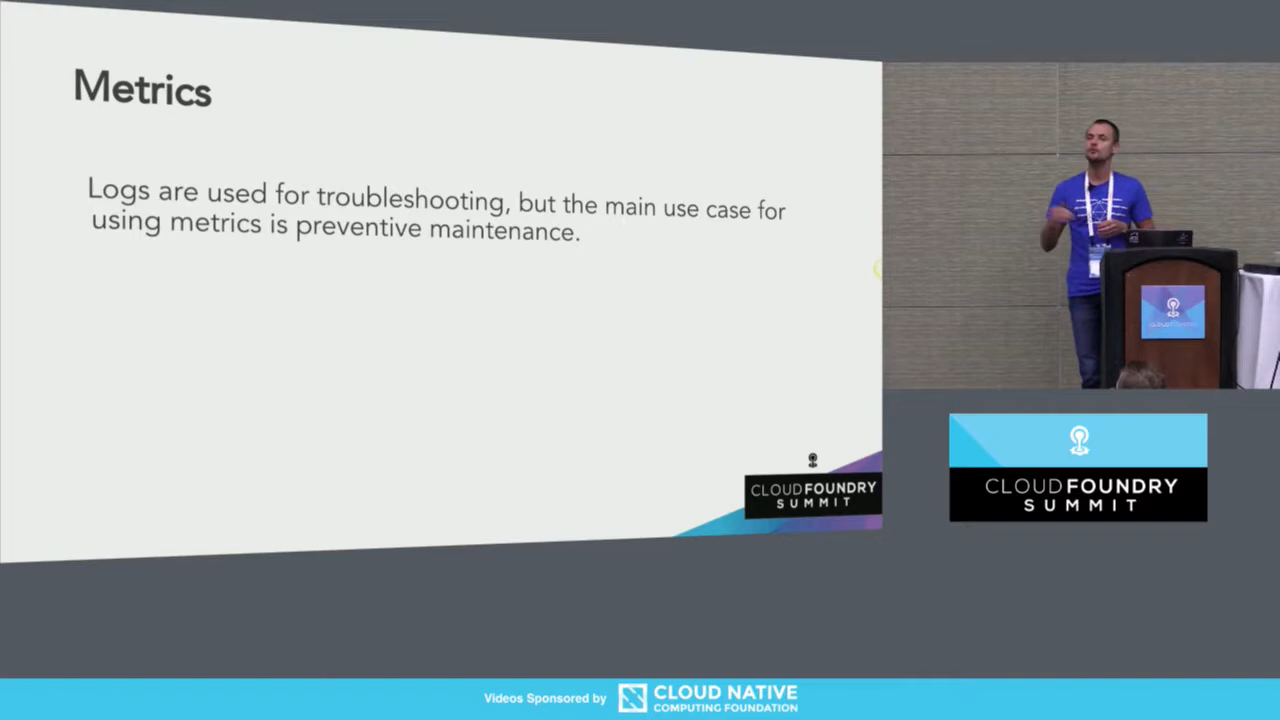 Metrics
Logs are used for troubleshooting, but the main use case for
using metrics is preventive maintenance.
CLOUDFOUNDRY
SUMMIT
CLOUDFOUNDRY
SUMMIT
Videos Sponsored by
CLOUD NATIVE
COMPUTING FOUNDATION